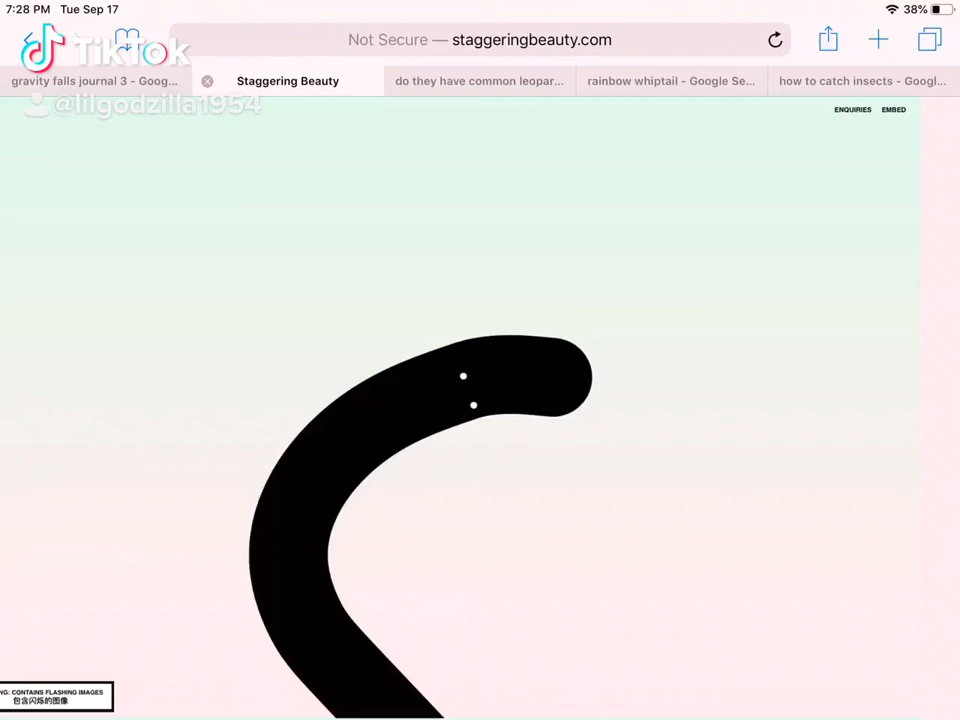 7:28 PM Tue Sep 17
38%
TikTok
Not Secure — staggeringbeauty.com
gravity falls journal 3 - Goog...
Staggering Beauty
do they have common leopar...
rainbow whiptail - Google Se...
how to catch insects - Googl...
@lilgodzilla1954
ENQUIRIES EMBED
NG: CONTAINS FLASHING IMAGES
包含闪烁的图像